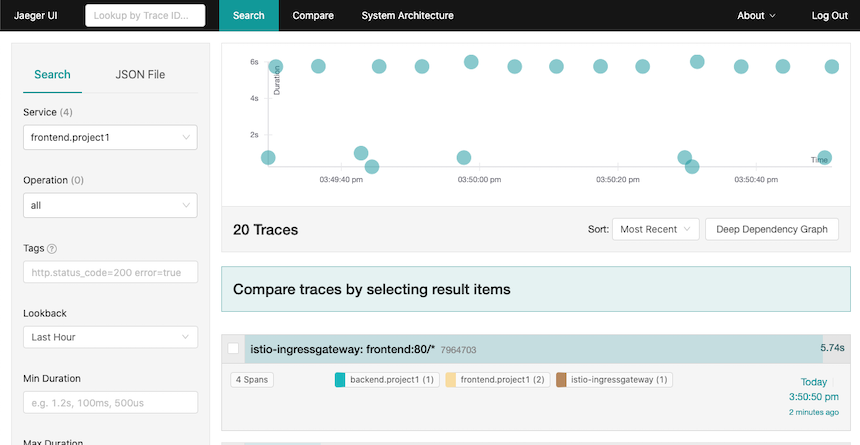 Jaeger UI Lookup by Trace ID... Search Compare System Architecture About Log Out
Search JSON File
Service (4)
frontend.project1
Operation (0)
all
Tags ?
http.status_code=200 error=true
Lookback
Last Hour
Min Duration
e.g. 1.2s, 100ms, 500us
Max Duration
6s
4s
2s
Duration
Time
03:49:40 pm 03:50:00 pm 03:50:20 pm 03:50:40 pm
20 Traces Sort: Most Recent Deep Dependency Graph
Compare traces by selecting result items
istio-ingressgateway: frontend:80/* 7964703 5.74s
4 Spans backend.project1 (1) frontend.project1 (2) istio-ingressgateway (1) Today
3:50:50 pm
2 minutes ago